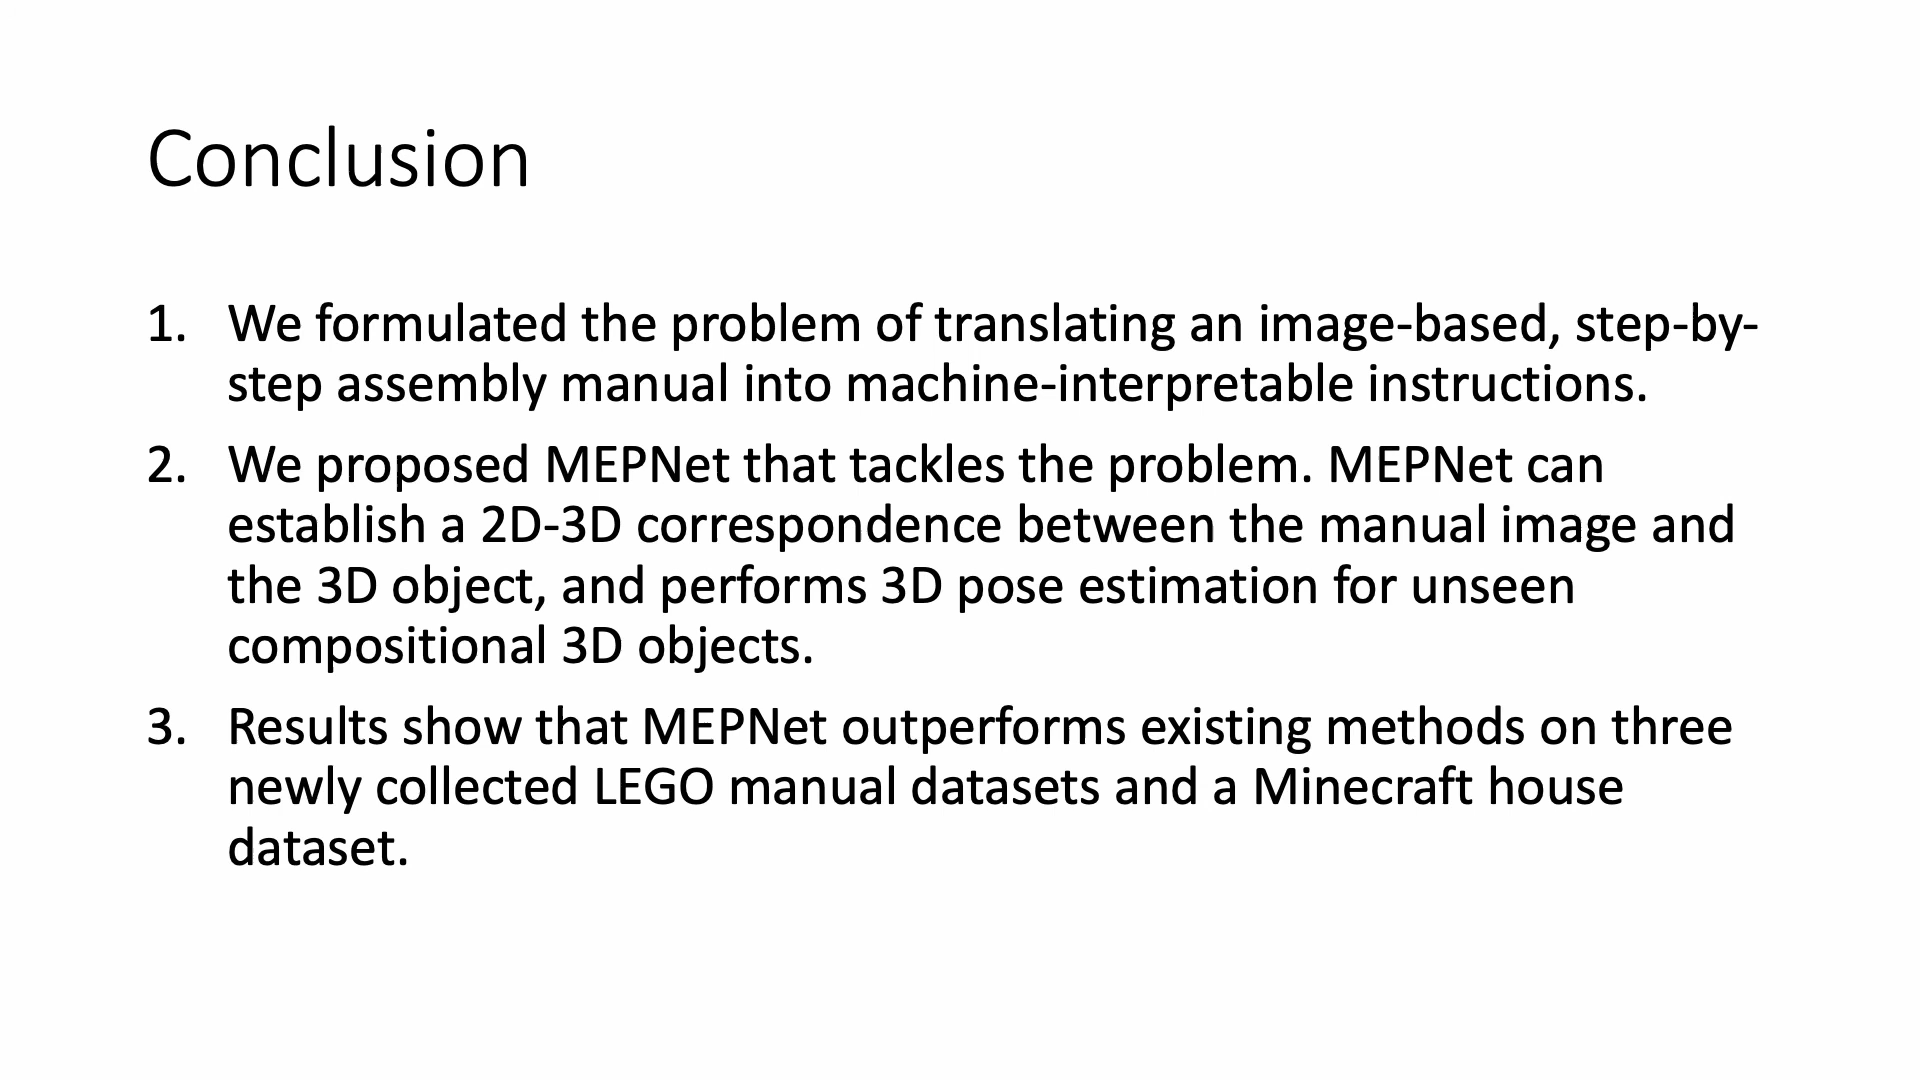 Conclusion
1. We formulated the problem of translating an image-based, step-by-
step assembly manual into machine-interpretable instructions.
2. We proposed MEPNet that tackles the problem. MEPNet can
establish a 2D-3D correspondence between the manual image and
the 3D object, and performs 3D pose estimation for unseen
compositional 3D objects.
3. Results show that MEPNet outperforms existing methods on three
newly collected LEGO manual datasets and a Minecraft house
dataset.